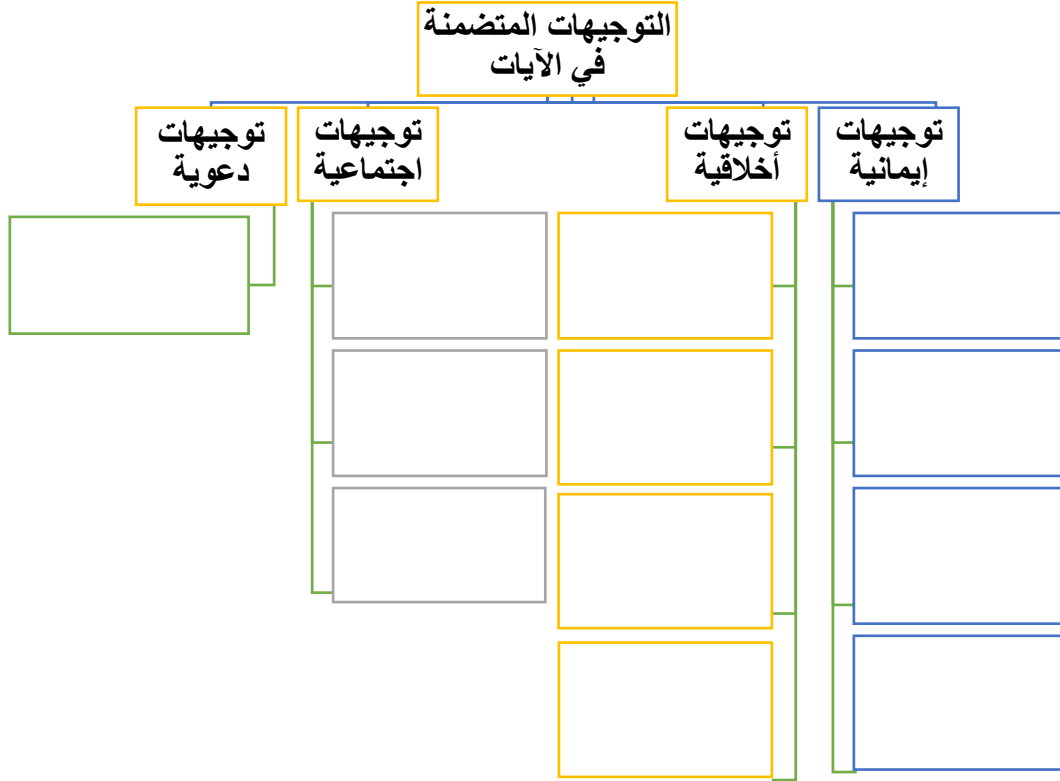 التوجيهات المتضمنة
في الآيات
توجيهات
إيمانية
توجيهات
أخلاقية
توجيهات
اجتماعية
توجيهات
دعوية